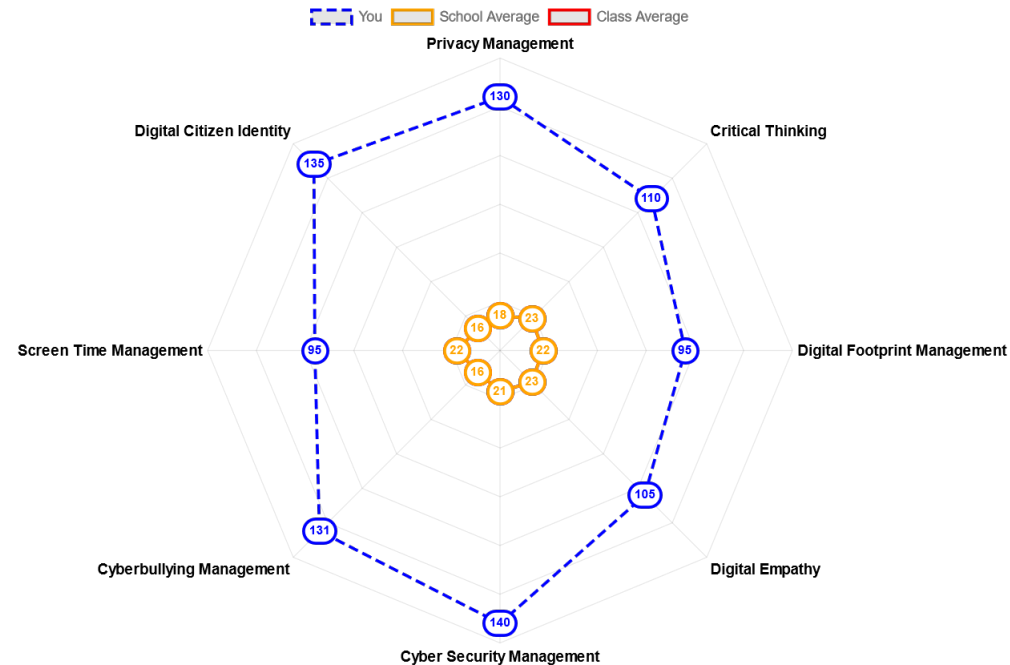 You School Average Class Average
Privacy Management
130
Digital Citizen Identity Critical Thinking
135
110
18
16 23
Screen Time Management 95 22 22 95 Digital Footprint Management
16 23
21
105
131
Cyberbullying Management Digital Empathy
140
Cyber Security Management